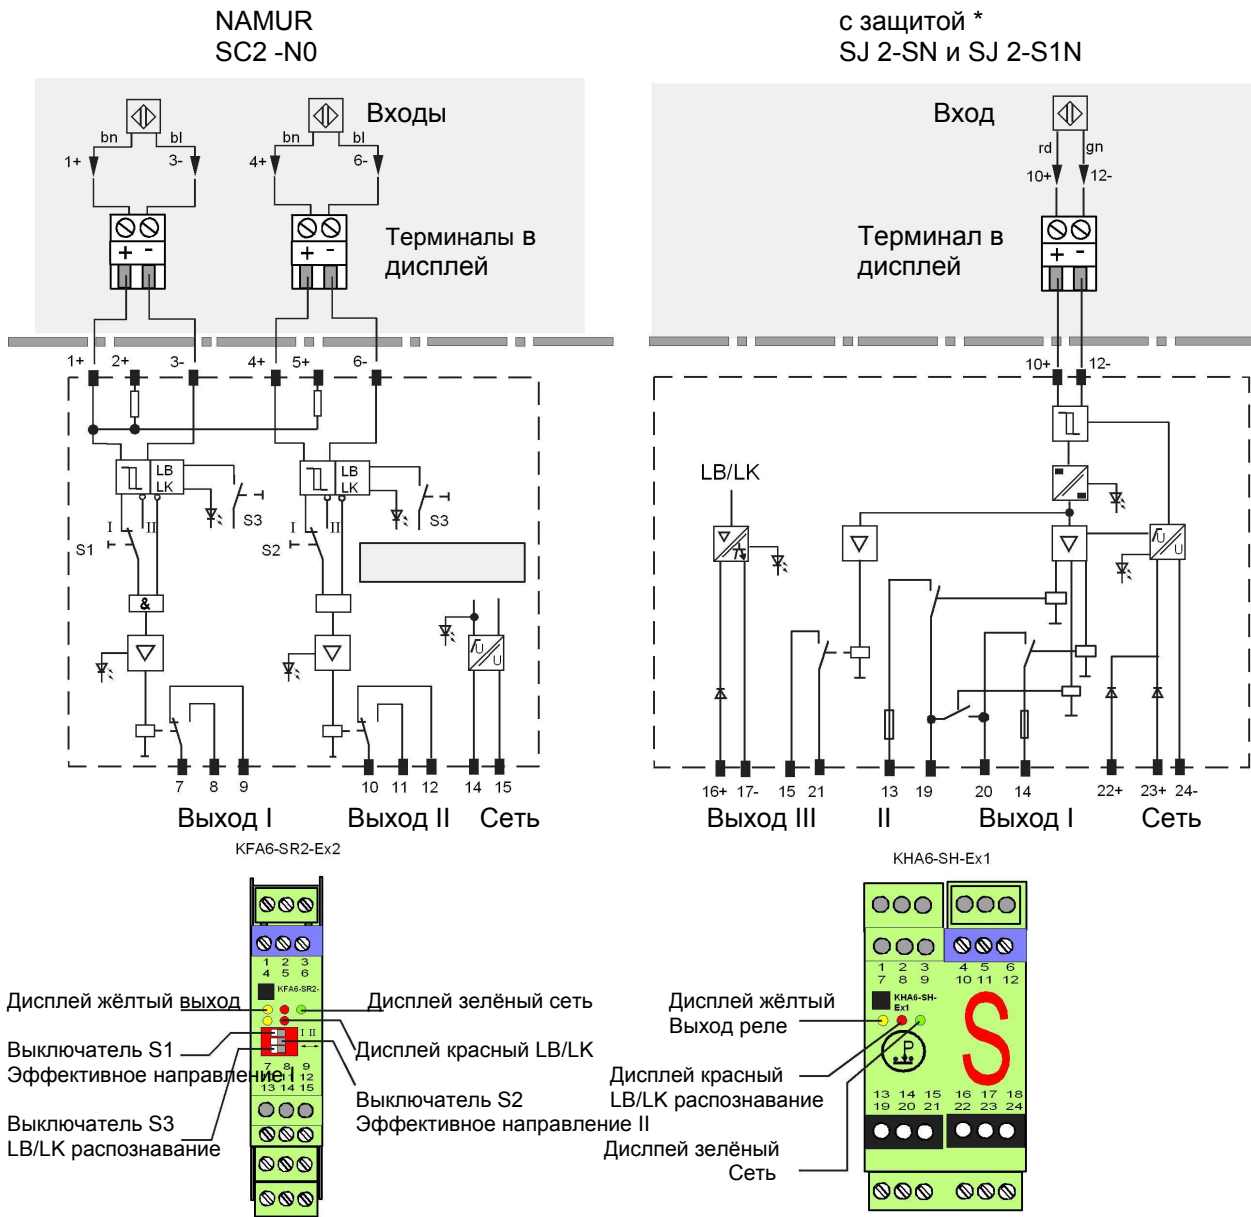 NAMUR
SC2 -N0
с защитой *
SJ 2-SN и SJ 2-S1N
Входы
bn bl bn bl
1+ 3- 4+ 6-
+ - + -
Терминалы в
дисплей
Вход
rd gn
10+ 12-
+ -
Терминал в
дисплей
1+ 2+ 3- 4+ 5+ 6-
LB
LK
LB
LK
S3 S3
I II I II
S1 S2
&
U
U
7 8 9 10 11 12 14 15
Выход I Выход II Сеть
10+ 12-
LB/LK
U
U
16+ 17- 15 21 13 19 20 14 22+ 23+ 24-
Выход III II Выход I Сеть
KFA6-SR2-Ex2
1 2 3
4 5 6
KFA6-SR2-
I II
7 8 9
10 11 12
13 14 15
Дисплей жёлтый выход
Дисплей зелёный сеть
Выключатель S1
Эффективное направление I
Дисплей красный LB/LK
Выключатель S3
LB/LK распознавание
Выключатель S2
Эффективное направление II
KHA6-SH-Ex1
1 2 3 4 5 6
7 8 9 10 11 12
KHA6-SH-
Ex1
S
P
13 14 15 16 17 18
19 20 21 22 23 24
Дисплей жёлтый
Выход реле
Дисплей красный
LB/LK распознавание
Дислпей зелёный
Сеть